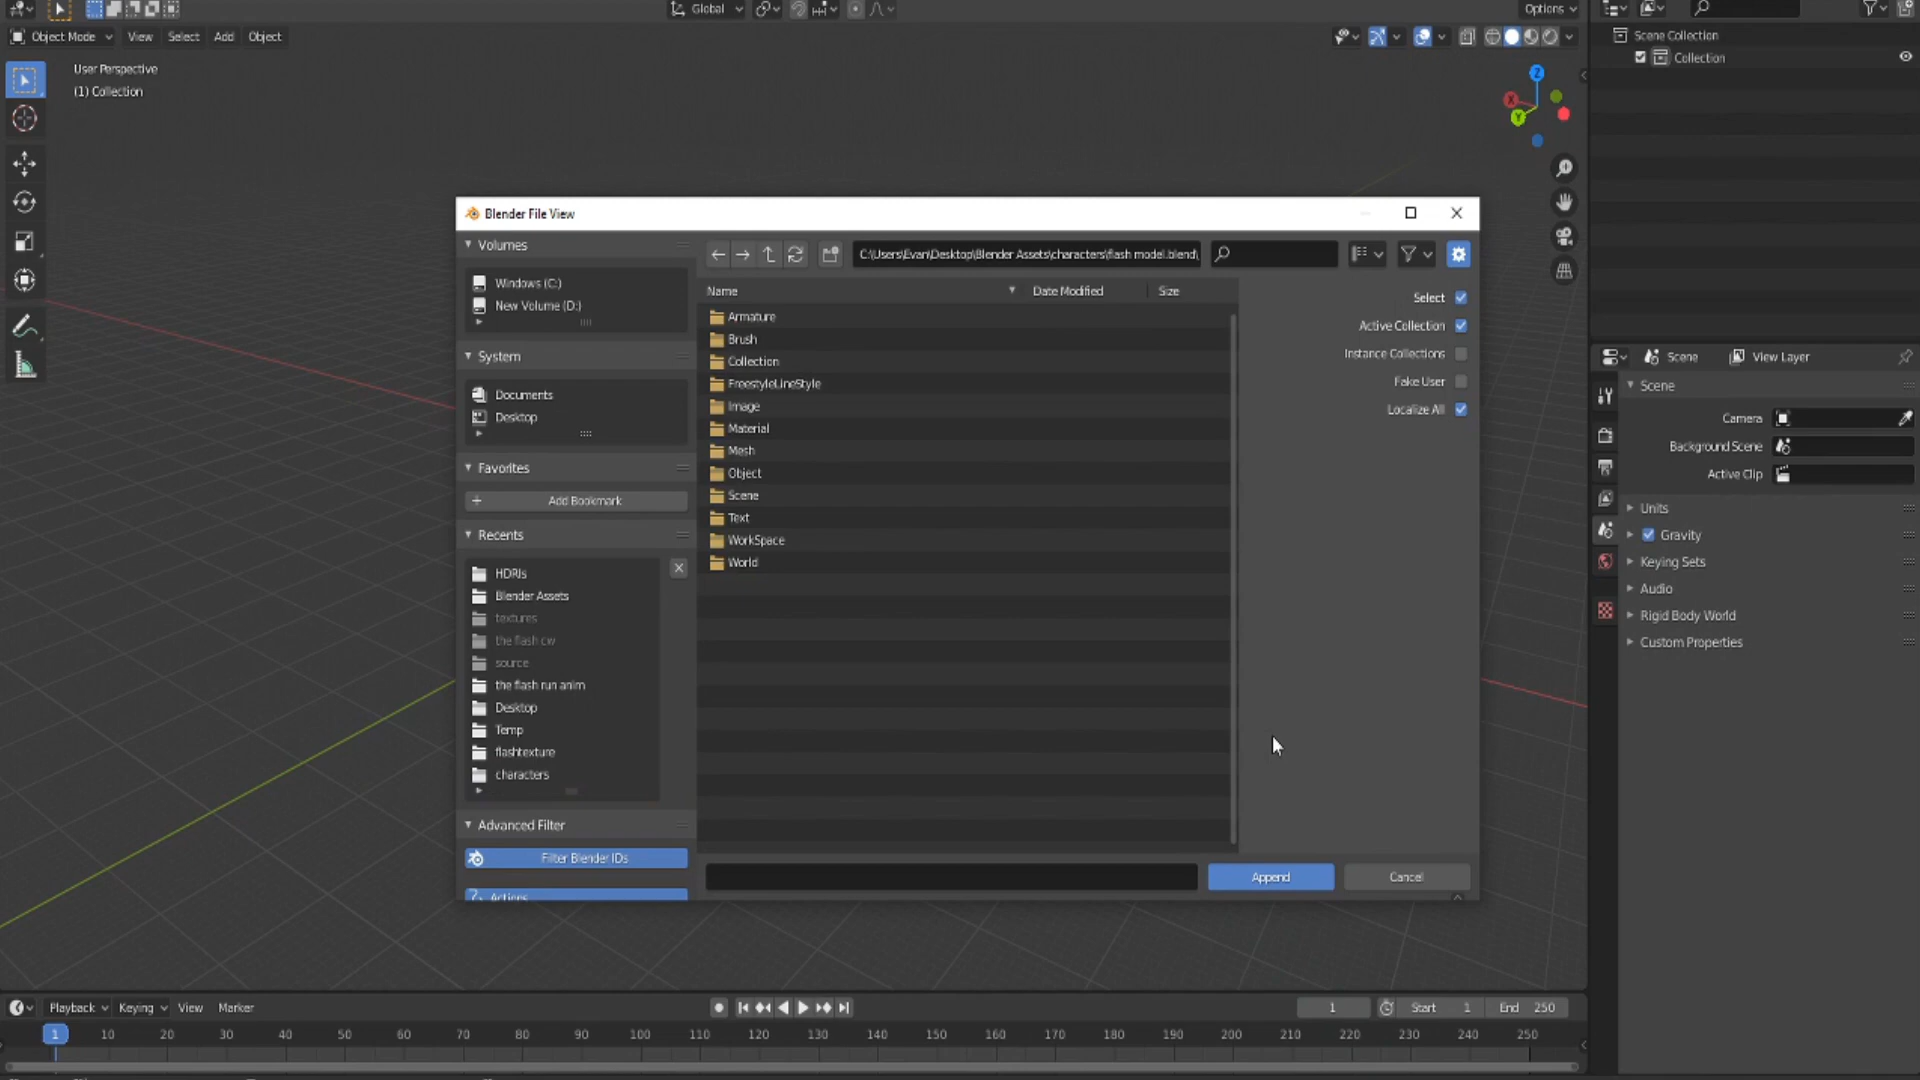 Global
Options
Object Mode
View
Select
Add
Object
User Perspective
(1) Collection
Z
X
Y
Scene Collection
Collection
Blender File View
Volumes
Windows (C:)
New Volume (D:)
System
Documents
Desktop
Favorites
Add Bookmark
Recents
HDRIs
Blender Assets
textures
the flash cw
source
the flash run anim
Desktop
Temp
flashtexture
characters
Advanced Filter
Filter Blender IDs
Actions
C:\Users\Evan\Desktop\Blender Assets\characters\flash model.blend\
Name
Date Modified
Size
Armature
Brush
Collection
FreestyleLineStyle
Image
Material
Mesh
Object
Scene
Text
WorkSpace
World
Select
Active Collection
Instance Collections
Fake User
Localize All
Append
Cancel
Scene
View Layer
Scene
Camera
Background Scene
Active Clip
Units
Gravity
Keying Sets
Audio
Rigid Body World
Custom Properties
Playback
Keying
View
Marker
1
Start 1
End 250
1 10 20 30 40 50 60 70 80 90 100 110 120 130 140 150 160 170 180 190 200 210 220 230 240 250